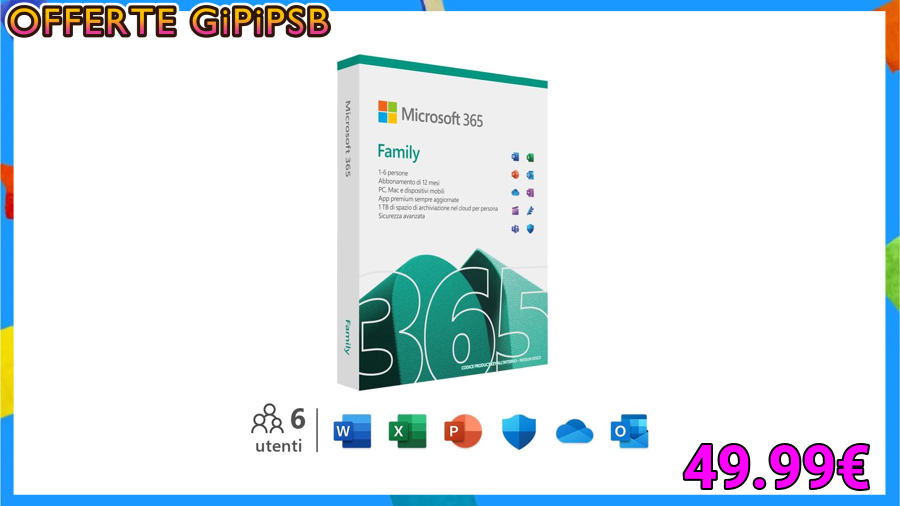 OFFERTE GiPiPSB
Microsoft 365
Microsoft 365
Family
1-6 persone
Abbonamento di 12 mesi
PC, Mac e dispositivi mobili
App premium sempre aggiornate
1 TB di spazio di archiviazione nel cloud per persona
Sicurezza avanzata
365
Family
6
utenti
W
X
P
O
49.99€